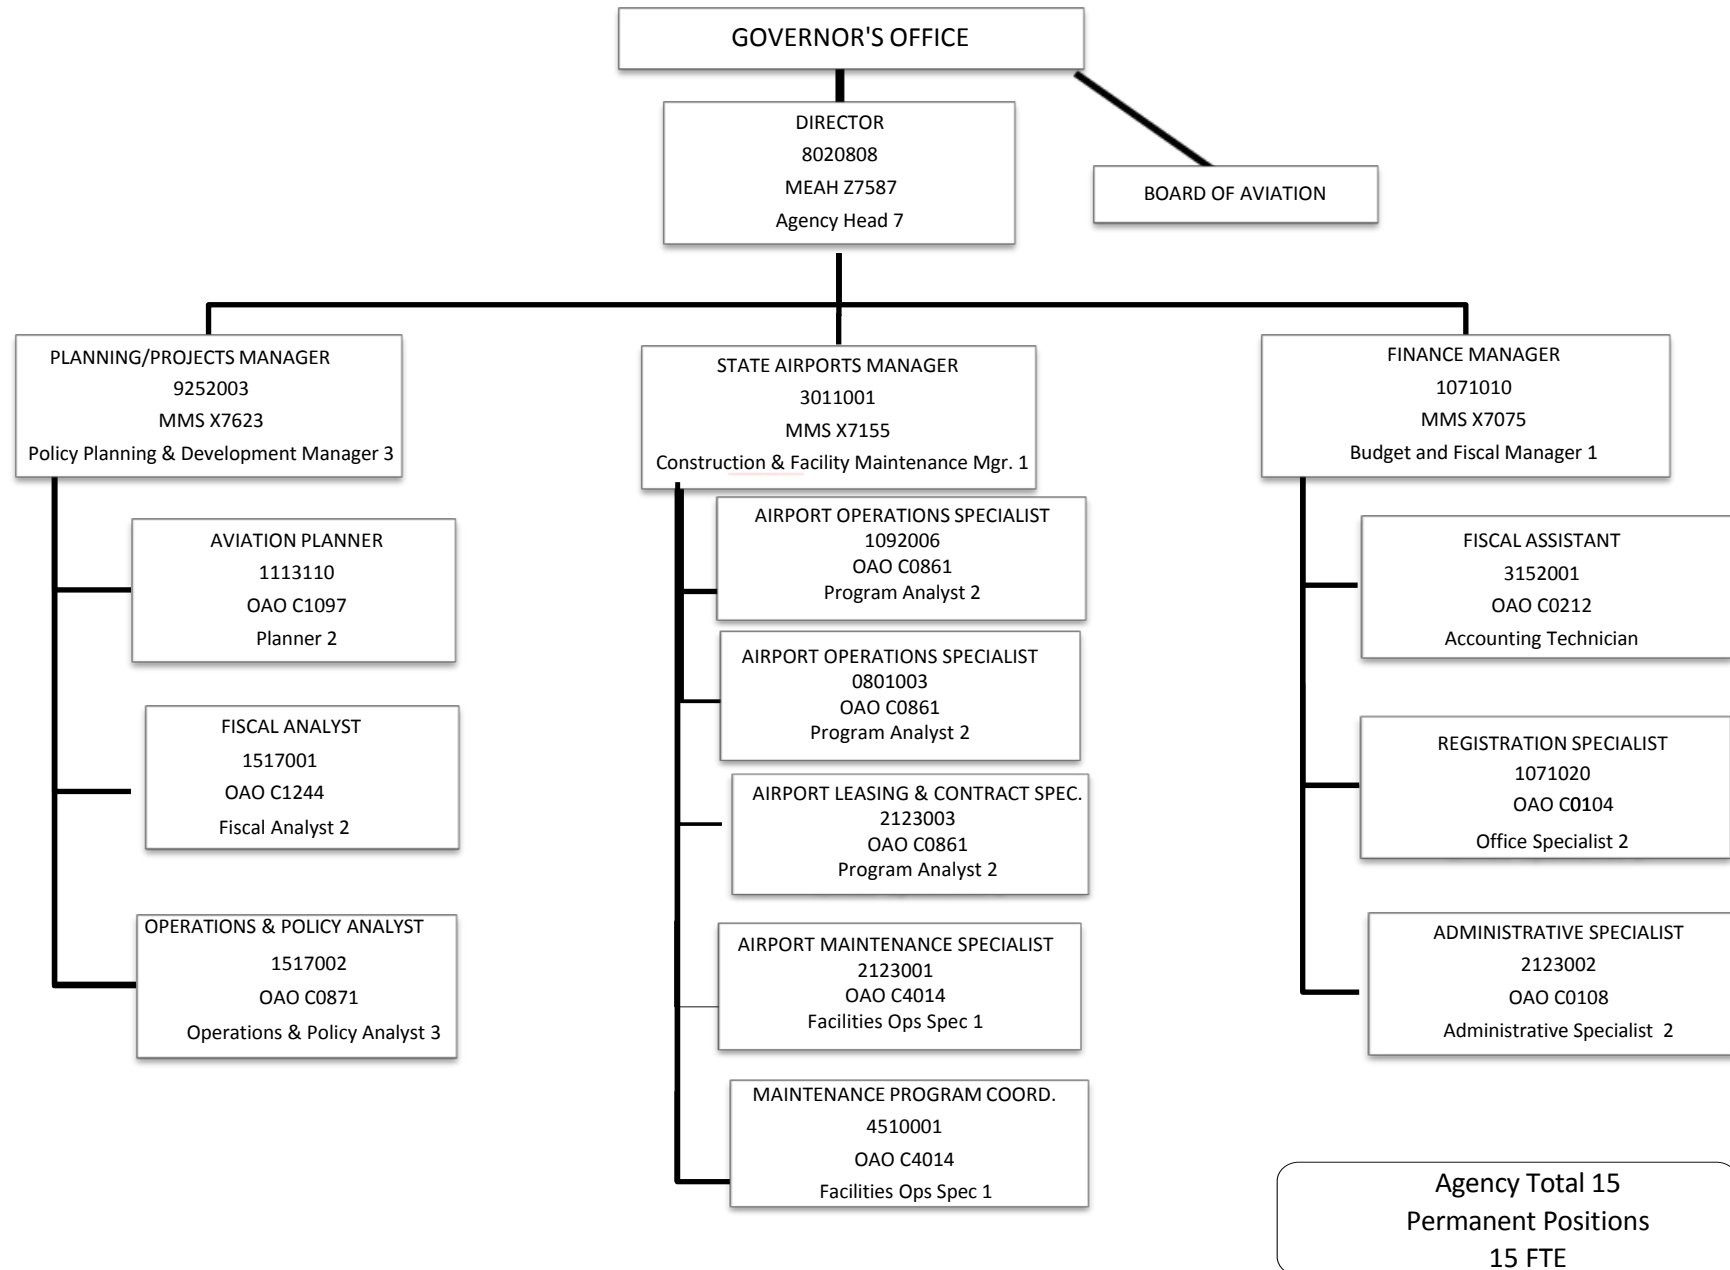 GOVERNOR'S OFFICE
DIRECTOR
8020808
MEAH Z7587
Agency Head 7
BOARD OF AVIATION
PLANNING/PROJECTS MANAGER
9252003
MMS X7623
Policy Planning & Development Manager 3
AVIATION PLANNER
1113110
OAO C1097
Planner 2
FISCAL ANALYST
1517001
OAO C1244
Fiscal Analyst 2
OPERATIONS & POLICY ANALYST
1517002
OAO C0871
Operations & Policy Analyst 3
STATE AIRPORTS MANAGER
3011001
MMS X7155
Construction & Facility Maintenance Mgr. 1
AIRPORT OPERATIONS SPECIALIST
1092006
OAO C0861
Program Analyst 2
AIRPORT OPERATIONS SPECIALIST
0801003
OAO C0861
Program Analyst 2
AIRPORT LEASING & CONTRACT SPEC.
2123003
OAO C0861
Program Analyst 2
AIRPORT MAINTENANCE SPECIALIST
2123001
OAO C4014
Facilities Ops Spec 1
MAINTENANCE PROGRAM COORD.
4510001
OAO C4014
Facilities Ops Spec 1
FINANCE MANAGER
1071010
MMS X7075
Budget and Fiscal Manager 1
FISCAL ASSISTANT
3152001
OAO C0212
Accounting Technician
REGISTRATION SPECIALIST
1071020
OAO C0104
Office Specialist 2
ADMINISTRATIVE SPECIALIST
2123002
OAO C0108
Administrative Specialist 2
Agency Total 15
Permanent Positions
15 FTE